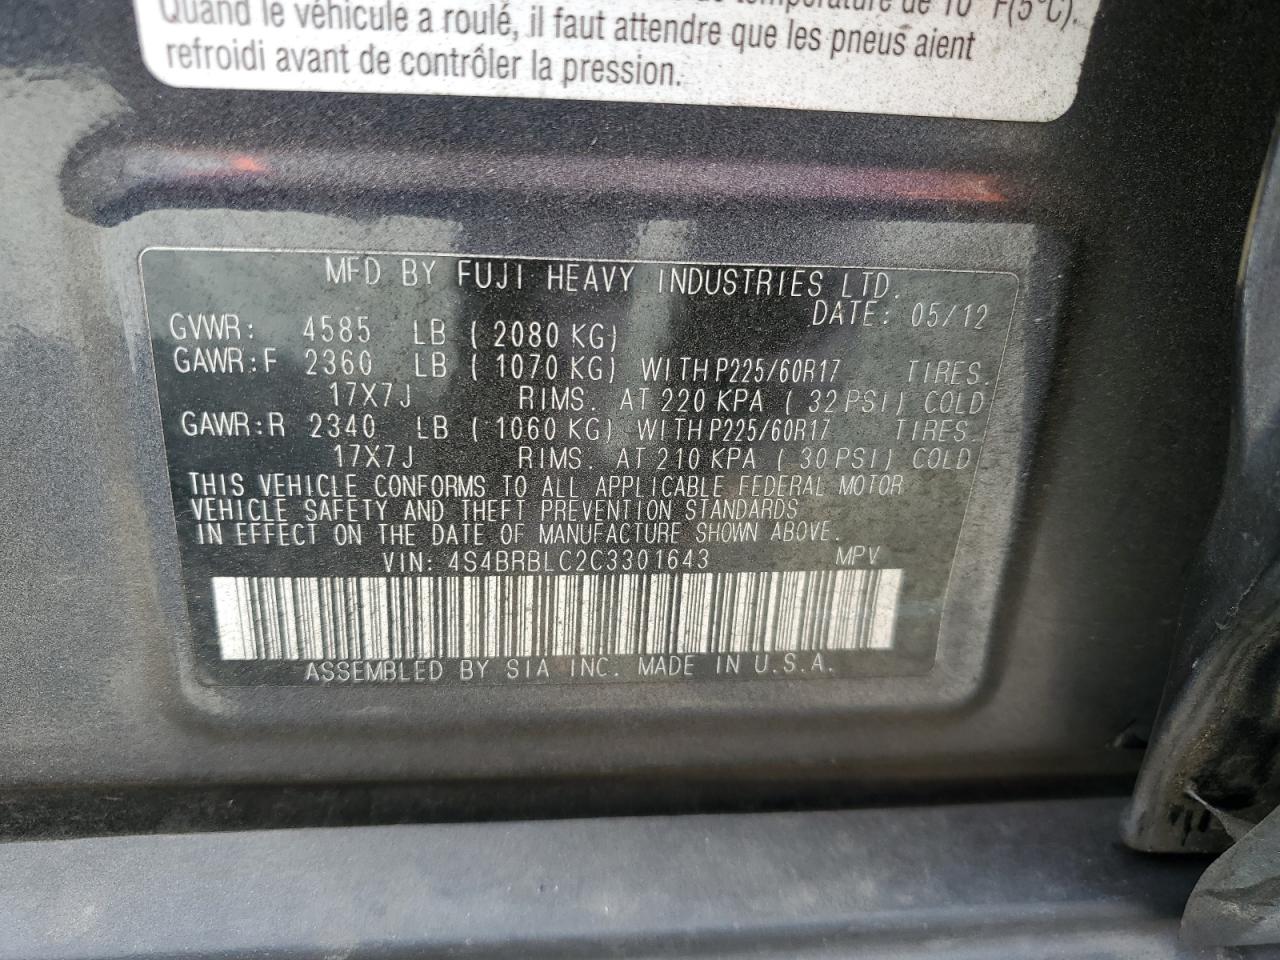 température de 10°F(5°C).
Quand le véhicule a roulé, il faut attendre que les pneus aient
refroidi avant de contrôler la pression.
MFD BY FUJI HEAVY INDUSTRIES LTD.
DATE: 05/12
GVWR: 4585 LB ( 2080 KG)
GAWR:F 2360 LB ( 1070 KG) WITH P225/60R17 TIRES.
17X7J RIMS. AT 220 KPA ( 32 PSI) COLD
GAWR:R 2340 LB ( 1060 KG) WITH P225/60R17 TIRES.
17X7J RIMS. AT 210 KPA ( 30 PSI) COLD
THIS VEHICLE CONFORMS TO ALL APPLICABLE FEDERAL MOTOR
VEHICLE SAFETY AND THEFT PREVENTION STANDARDS
IN EFFECT ON THE DATE OF MANUFACTURE SHOWN ABOVE.
VIN: 4S4BRBLC2C3301643 MPV
ASSEMBLED BY SIA INC. MADE IN U.S.A.